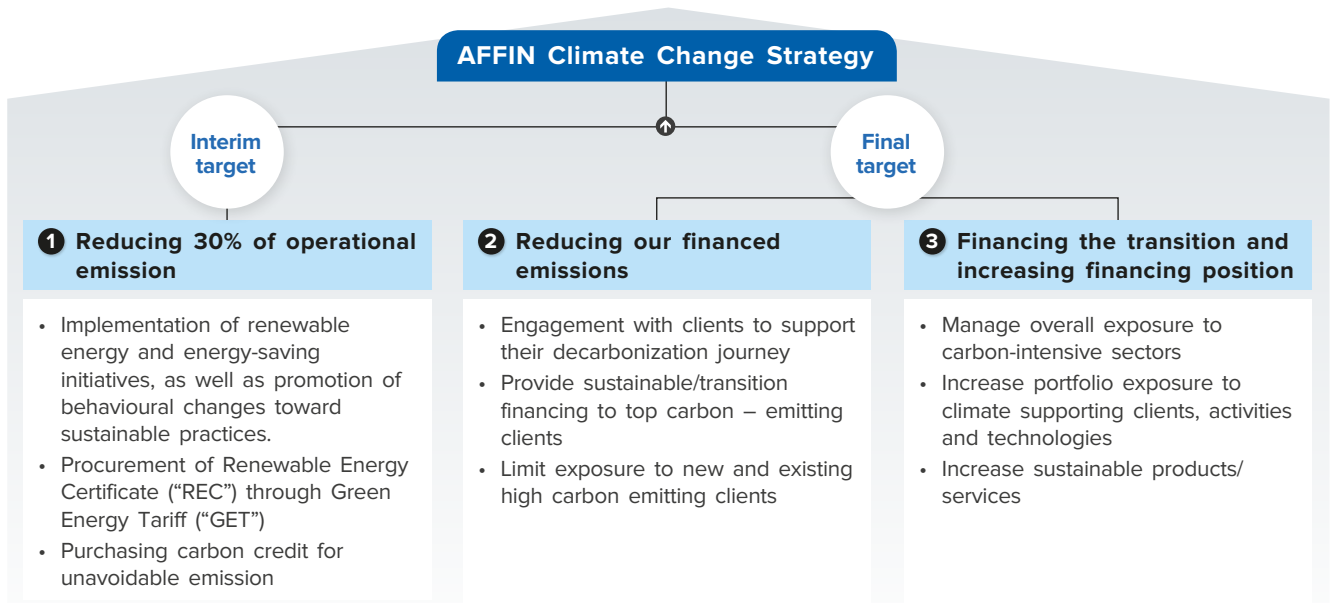 AFFIN Climate Change Strategy
Interim
target
Final
target
1 Reducing 30% of operational
emission
• Implementation of renewable
energy and energy-saving
initiatives, as well as promotion of
behavioural changes toward
sustainable practices.
• Procurement of Renewable Energy
Certificate (“REC”) through Green
Energy Tariff (“GET”)
• Purchasing carbon credit for
unavoidable emission
2 Reducing our financed
emissions
• Engagement with clients to support
their decarbonization journey
• Provide sustainable/transition
financing to top carbon – emitting
clients
• Limit exposure to new and existing
high carbon emitting clients
3 Financing the transition and
increasing financing position
• Manage overall exposure to
carbon-intensive sectors
• Increase portfolio exposure to
climate supporting clients, activities
and technologies
• Increase sustainable products/
services